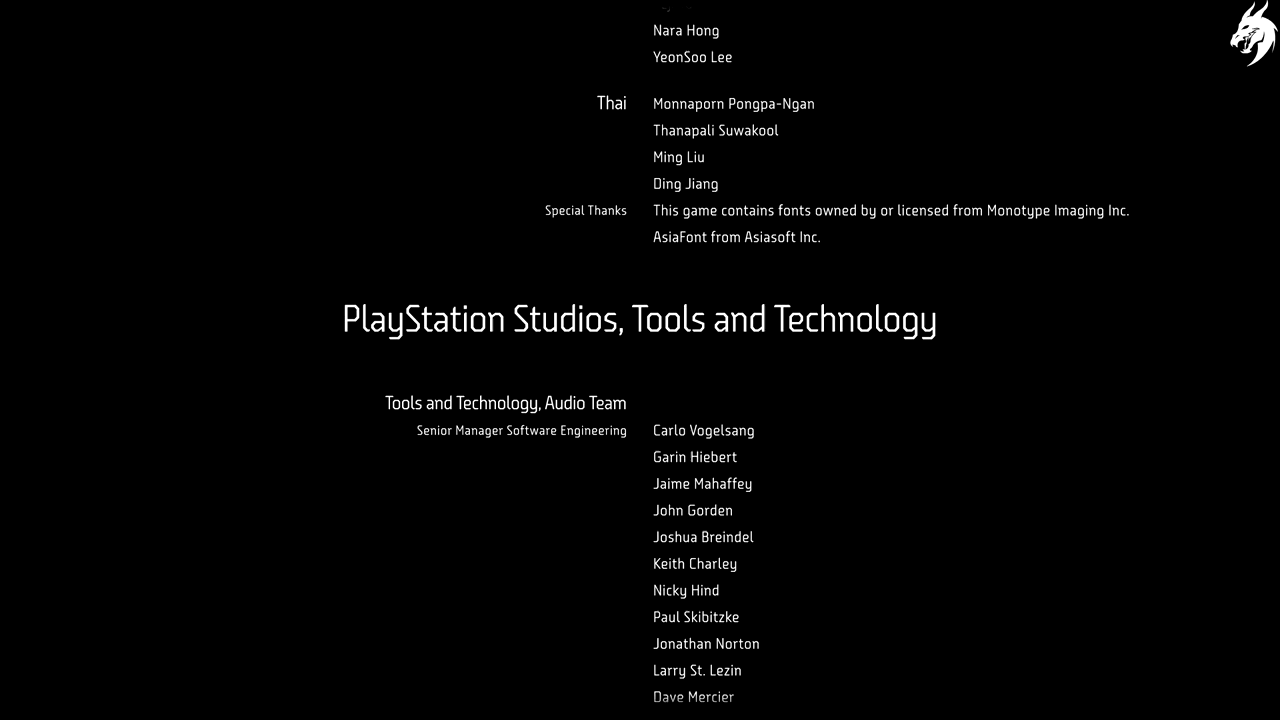 Nara Hong
YeonSoo Lee
Thai Monnaporn Pongpa-Ngan
Thanapali Suwakool
Ming Liu
Ding Jiang
Special Thanks This game contains fonts owned by or licensed from Monotype Imaging Inc.
AsiaFont from Asiasoft Inc.
PlayStation Studios, Tools and Technology
Tools and Technology, Audio Team
Senior Manager Software Engineering Carlo Vogelsang
Garin Hiebert
Jaime Mahaffey
John Gorden
Joshua Breindel
Keith Charley
Nicky Hind
Paul Skibitzke
Jonathan Norton
Larry St. Lezin
Dave Mercier